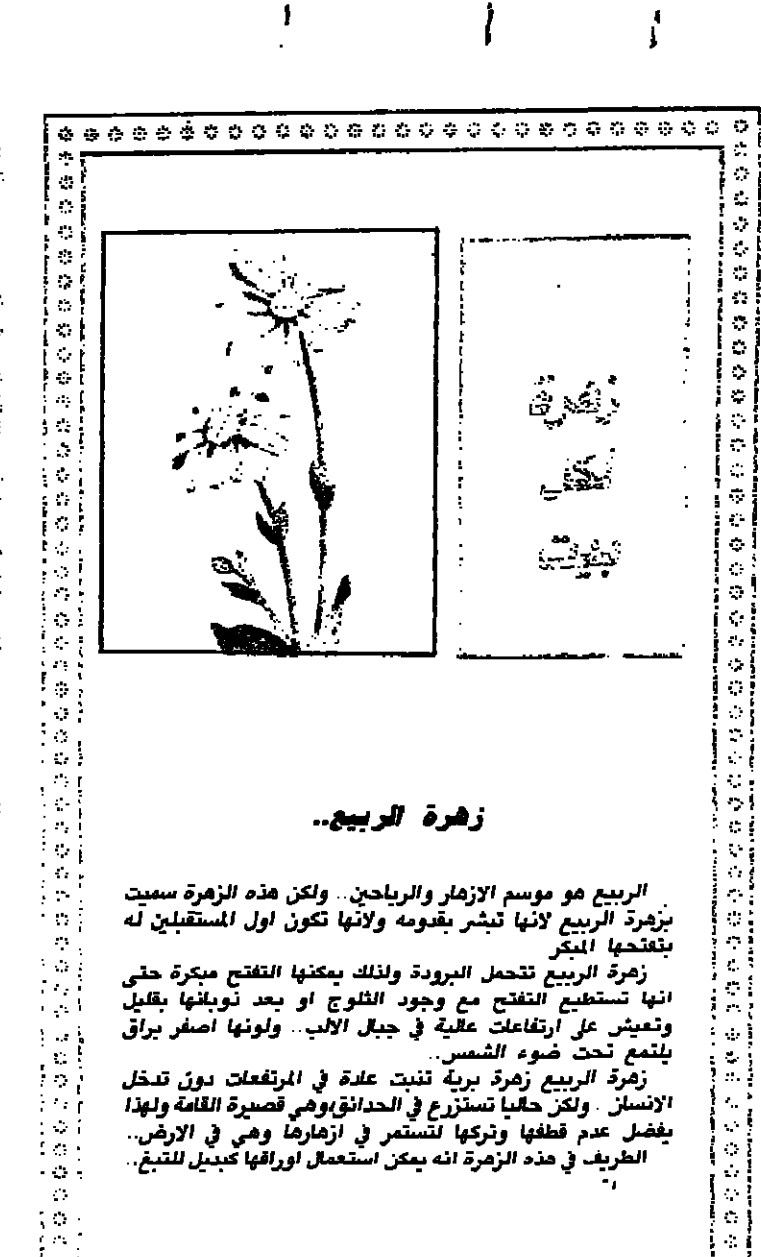 زهرة
لكل
بيت
زهرة الربيع..
الربيع هو موسم الازهار والرياحين.. ولكن هذه الزهرة سميت
بزهرة الربيع لانها تبشر بقدومه ولانها تكون اول المستقبلين له
بتفتحها المبكر
زهرة الربيع تتحمل البرودة ولذلك يمكنها التفتح مبكرة حتى
انها تستطيع التفتح مع وجود الثلوج او بعد ذوبانها بقليل
وتعيش على ارتفاعات عالية في جبال الالب.. ولونها اصفر براق
يلتمع تحت ضوء الشمس..
زهرة الربيع زهرة برية تنبت عادة في المرتفعات دون تدخل
الانسان . ولكن حاليا تستزرع في الحدائق،وهي قصيرة القامة ولهذا
يفضل عدم قطفها وتركها لتستمر في ازهارها وهي في الارض..
الطريف في هذه الزهرة انه يمكن استعمال اوراقها كبديل للتبغ..